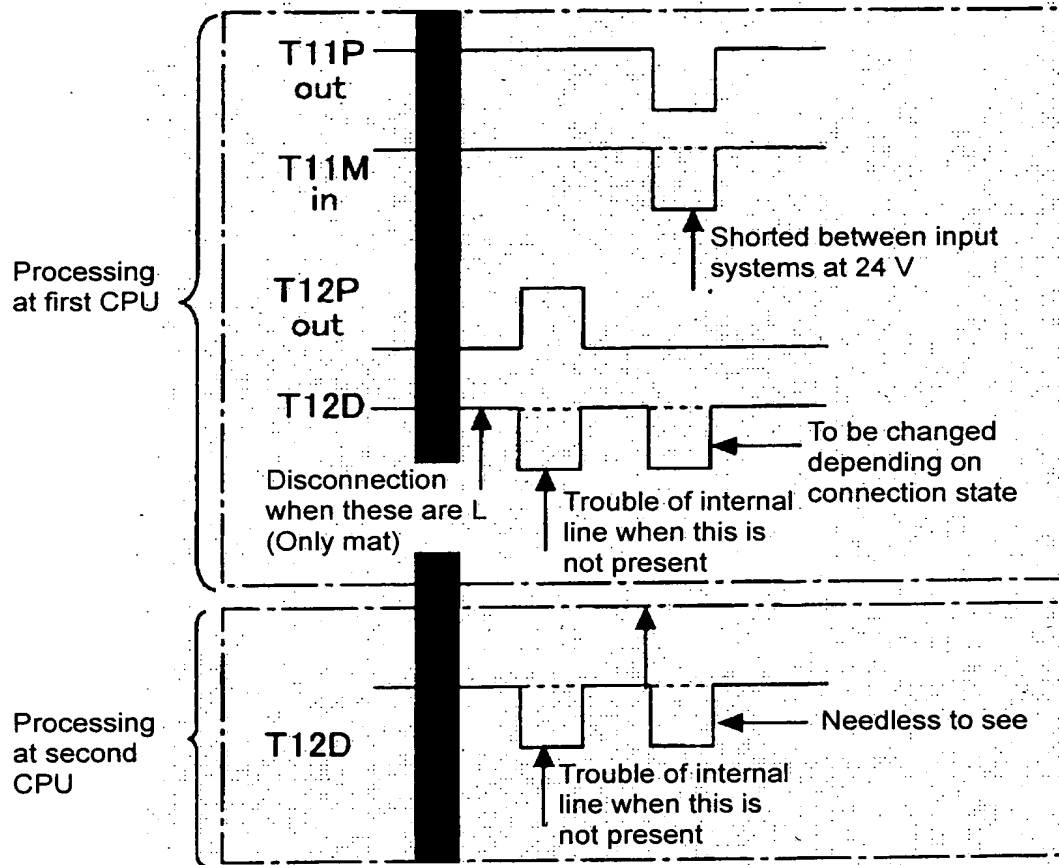 T11P
out
T11M
in
Shorted between input
systems at 24 V
Processing
at first CPU
T12P
out
T12D
To be changed
depending on
connection state
Disconnection
when these are L
(Only mat)
Trouble of internal
line when this is
not present
Processing
at second
CPU
T12D
Needless to see
Trouble of internal
line when this is
not present